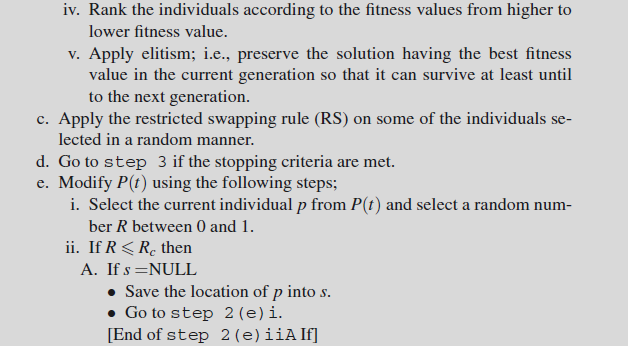 iv. Rank the individuals according to the fitness values from higher to
lower fitness value.
v. Apply elitism; i.e., preserve the solution having the best fitness
value in the current generation so that it can survive at least until
to the next generation.
c. Apply the restricted swapping rule (RS) on some of the individuals se-
lected in a random manner.
d. Go to step 3 if the stopping criteria are met.
e. Modify P(t) using the following steps;
i. Select the current individual p from P(t) and select a random num-
ber R between 0 and 1.
ii. If R ⩽ Rc then
A. If s =NULL
• Save the location of p into s.
• Go to step 2(e)i.
[End of step 2(e)iiA If]